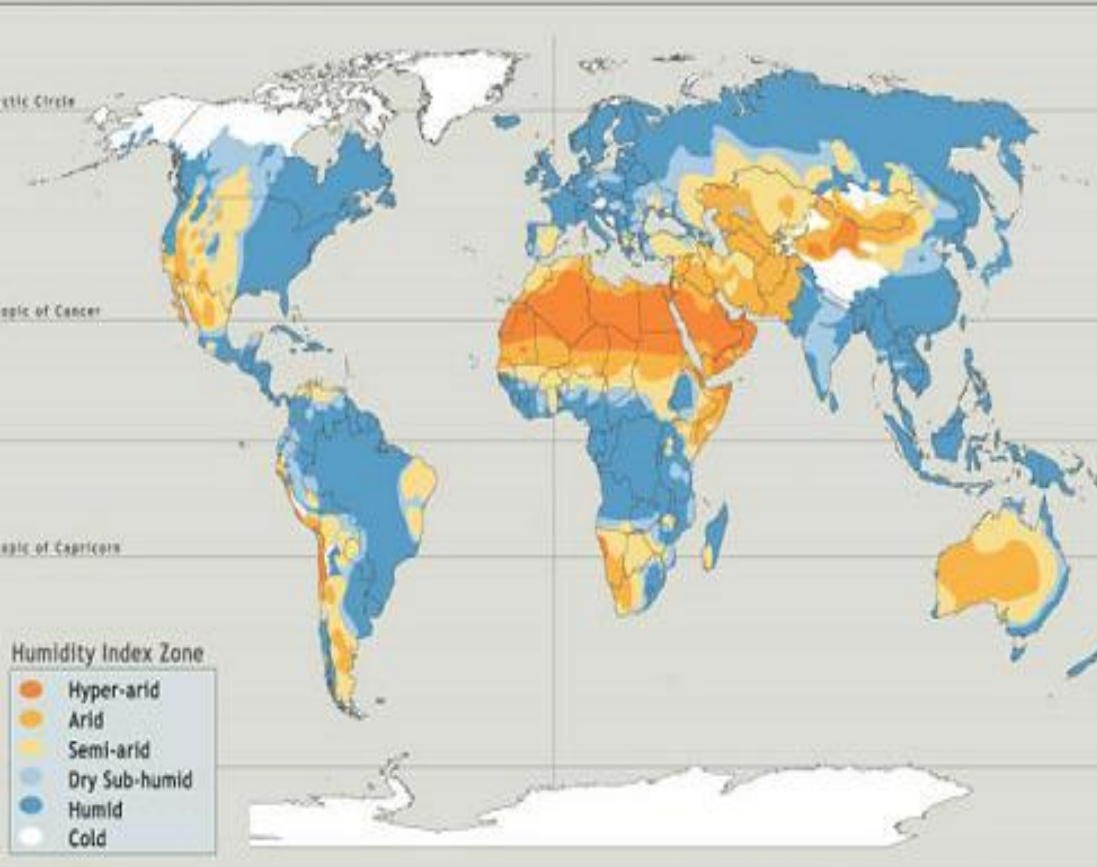 ctic Circle
opic of Cancer
opic of Capricorn
Humidity Index Zone
Hyper-arid
Arid
Semi-arid
Dry Sub-humid
Humid
Cold